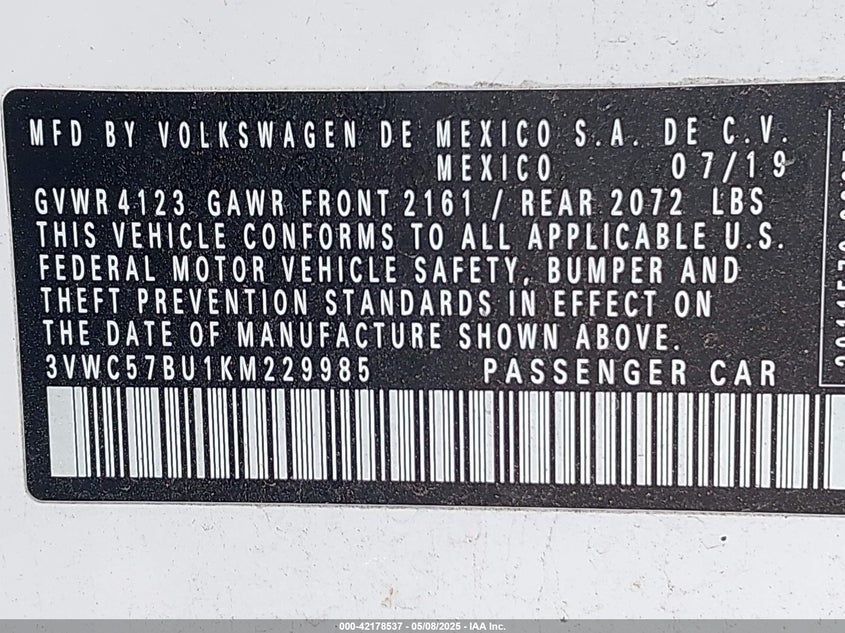 MFD BY VOLKSWAGEN DE MEXICO S.A. DE C.V.
MEXICO 07/19
GVWR 4123 GAWR FRONT 2161 / REAR 2072 LBS
THIS VEHICLE CONFORMS TO ALL APPLICABLE U.S.
FEDERAL MOTOR VEHICLE SAFETY, BUMPER AND
THEFT PREVENTION STANDARDS IN EFFECT ON
THE DATE OF MANUFACTURE SHOWN ABOVE.
3VWC57BU1KM229985 PASSENGER CAR
000-42178537 - 05/08/2025 - IAA Inc.